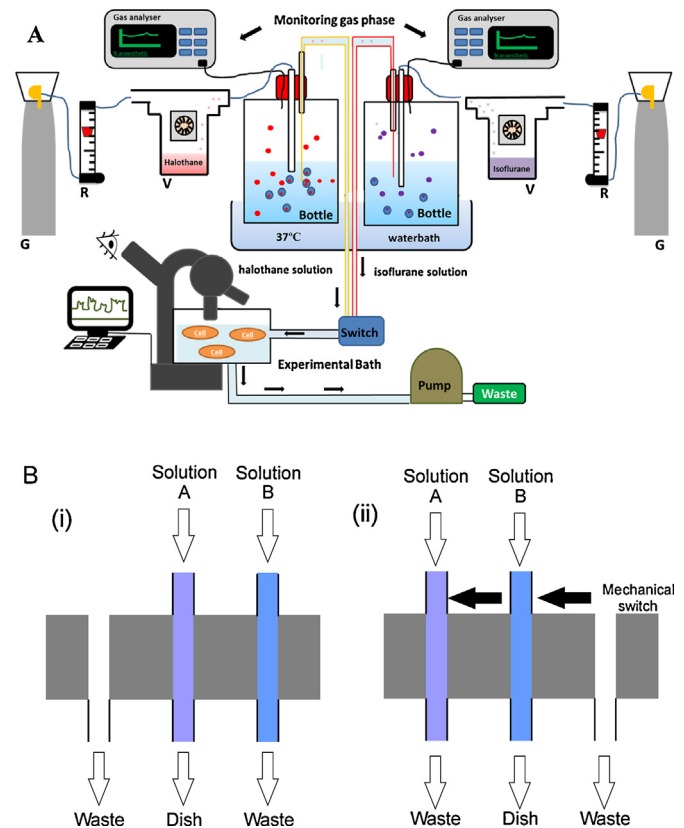 A
Monitoring gas phase
Gas analyser
% anaesthetic
Gas analyser
% anaesthetic
Halothane
V
R
G
Isoflurane
V
R
G
Bottle
Bottle
37°C
waterbath
halothane solution
isoflurane solution
Switch
Cell
Cell
Cell
Experimental Bath
Pump
Waste
B
(i)
Solution
A
Solution
B
Waste
Dish
Waste
(ii)
Solution
A
Solution
B
Mechanical
switch
Waste
Dish
Waste